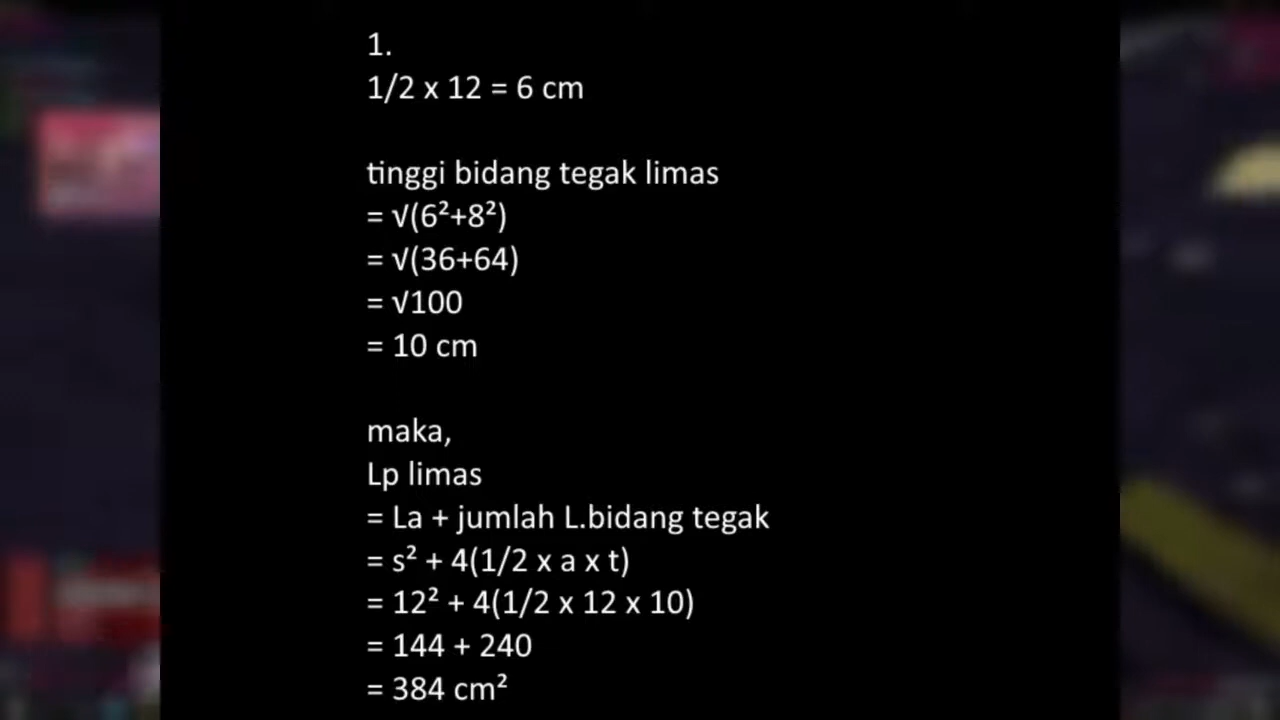 1.
1/2 x 12 = 6 cm
tinggi bidang tegak limas
= √(6²+8²)
= √(36+64)
= √100
= 10 cm
maka,
Lp limas
= La + jumlah L.bidang tegak
= s² + 4(1/2 x a x t)
= 12² + 4(1/2 x 12 x 10)
= 144 + 240
= 384 cm²